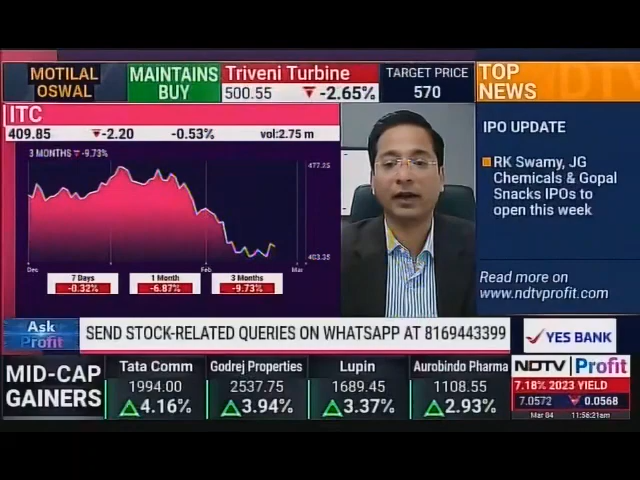 MOTILAL
OSWAL
MAINTAINS
BUY
Triveni Turbine
500.55 ▼ -2.65%
TARGET PRICE
570
TOP
NEWS
ITC
409.85 ▼ -2.20 -0.53% vol:2.75 m
3 MONTHS ▼ -9.73%
477.25
403.35
Dec Feb Mar
7 Days 1 Month 3 Months
-0.32% -6.87% -9.73%
IPO UPDATE
RK Swamy, JG
Chemicals & Gopal
Snacks IPOs to
open this week
Read more on
www.ndtvprofit.com
Ask
Profit
SEND STOCK-RELATED QUERIES ON WHATSAPP AT 8169443399
YES BANK
MID-CAP
GAINERS
Tata Comm
1994.00
4.16%
Godrej Properties
2537.75
3.94%
Lupin
1689.45
3.37%
Aurobindo Pharma
1108.55
2.93%
NDTV Profit
7.18% 2023 YIELD
7.0572 ▼ 0.0568
Mar 04 11:56:21am